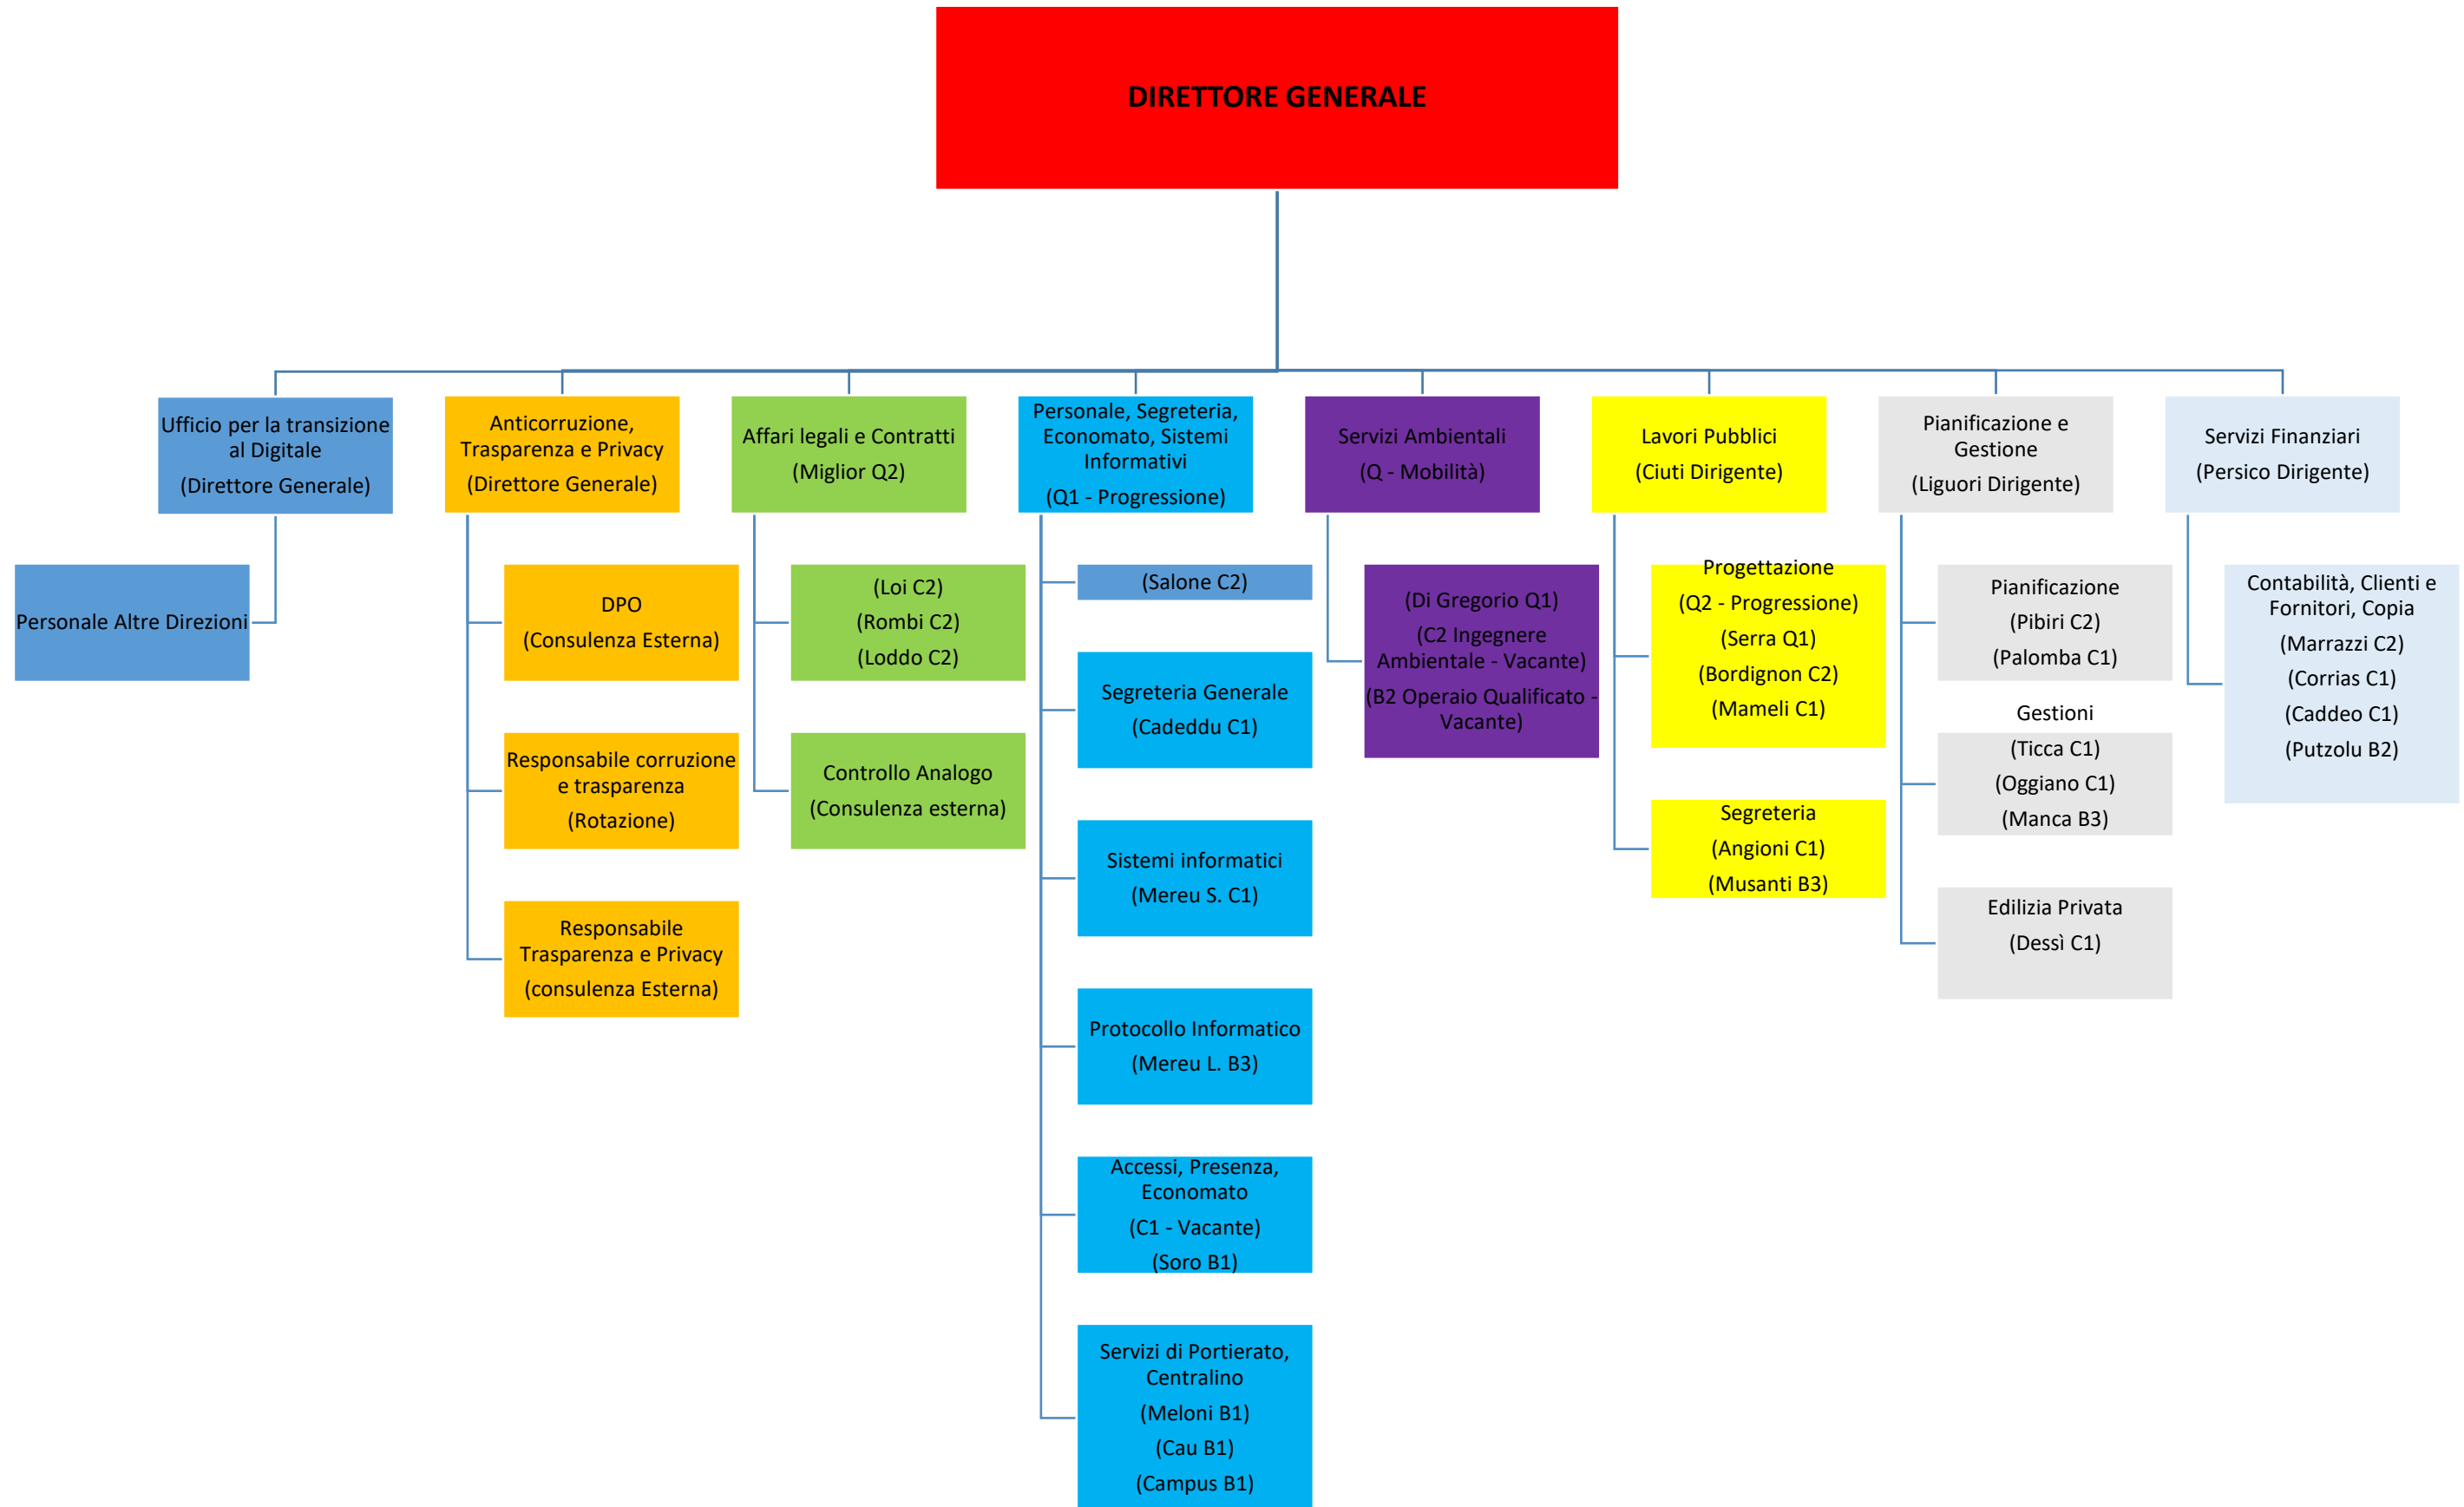 DIRETTORE GENERALE
Ufficio per la transizione
al Digitale
(Direttore Generale)
Personale Altre Direzioni
Anticorruzione,
Trasparenza e Privacy
(Direttore Generale)
DPO
(Consulenza Esterna)
Responsabile corruzione
e trasparenza
(Rotazione)
Responsabile
Trasparenza e Privacy
(consulenza Esterna)
Affari legali e Contratti
(Miglior Q2)
(Loi C2)
(Rombi C2)
(Loddo C2)
Controllo Analogo
(Consulenza esterna)
Personale, Segreteria,
Economato, Sistemi
Informativi
(Q1 - Progressione)
(Salone C2)
Segreteria Generale
(Cadeddu C1)
Sistemi informatici
(Mereu S. C1)
Protocollo Informatico
(Mereu L. B3)
Accessi, Presenza,
Economato
(C1 - Vacante)
(Soro B1)
Servizi di Portierato,
Centralino
(Meloni B1)
(Cau B1)
(Campus B1)
Servizi Ambientali
(Q - Mobilità)
(Di Gregorio Q1)
(C2 Ingegnere
Ambientale - Vacante)
(B2 Operaio Qualificato -
Vacante)
Lavori Pubblici
(Ciuti Dirigente)
Progettazione
(Q2 - Progressione)
(Serra Q1)
(Bordignon C2)
(Mameli C1)
Segreteria
(Angioni C1)
(Musanti B3)
Pianificazione e
Gestione
(Liguori Dirigente)
Pianificazione
(Pibiri C2)
(Palomba C1)
Gestioni
(Ticca C1)
(Oggiano C1)
(Manca B3)
Edilizia Privata
(Dessì C1)
Servizi Finanziari
(Persico Dirigente)
Contabilità, Clienti e
Fornitori, Copia
(Marrazzi C2)
(Corrias C1)
(Caddeo C1)
(Putzolu B2)